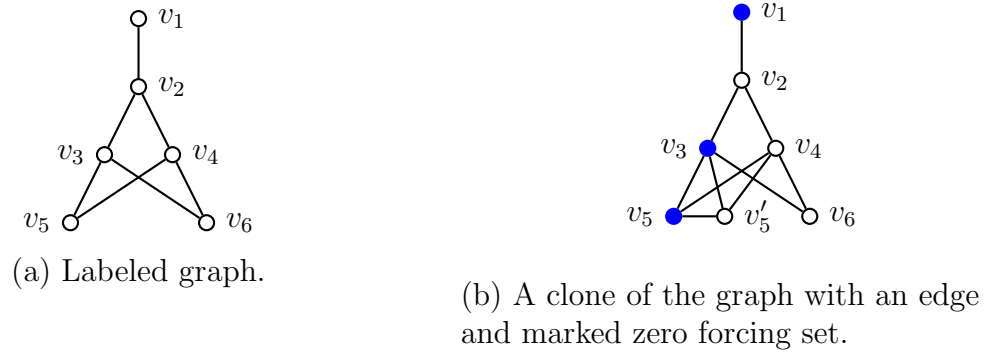 v₁
v₂
v₃ v₄
v₅ v₆
(a) Labeled graph.
v₁
v₂
v₃ v₄
v₅ v₅′ v₆
(b) A clone of the graph with an edge
and marked zero forcing set.